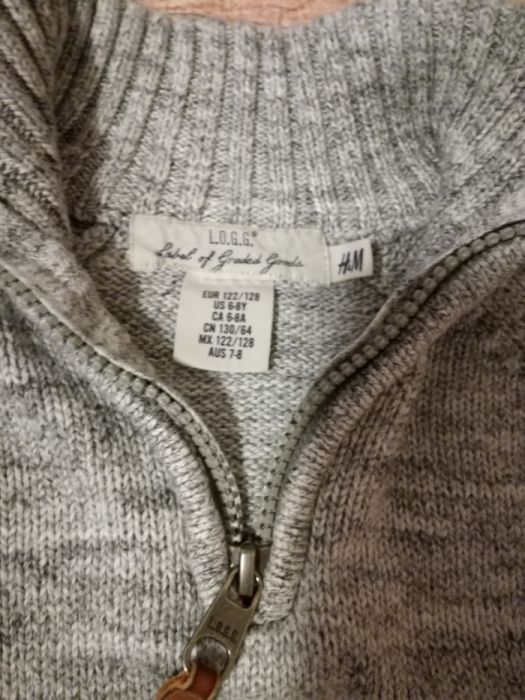 L.O.G.G.®
Label of Graded Goods
H&M
EUR 122/128
US 6-8Y
CA 6-8A
CN 130/64
MX 122/128
AUS 7-8
L.O.G.G.